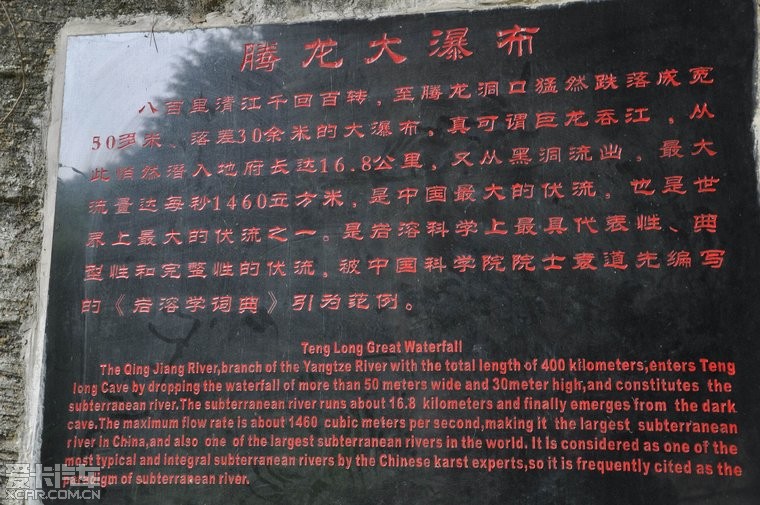 腾龙大瀑布
八百里清江千回百转，至腾龙洞口猛然跌落成宽
50多米、落差30余米的大瀑布，真可谓巨龙吞江，从
此悄然潜入地府长达16.8公里，又从黑洞流出，最大
流量达每秒1460立方米，是中国最大的伏流，也是世
界上最大的伏流之一。是岩溶科学上最具代表性、典
型性和完整性的伏流，被中国科学院院士袁道先编写
的《岩溶学词典》引为范例。
Teng Long Great Waterfall
The Qing Jiang River,branch of the Yangtze River with the total length of 400 kilometers,enters Teng
long Cave by dropping the waterfall of more than 50 meters wide and 30meter high,and constitutes the
subterranean river.The subterranean river runs about 16.8 kilometers and finally emerges from the dark
cave.The maximum flow rate is about 1460 cubic meters per second,making it the largest subterranean
river in China,and also one of the largest subterranean rivers in the world. It is considered as one of the
most typical and integral subterranean rivers by the Chinese karst experts,so it is frequently cited as the
paradigm of subterranean river.
爱卡汽车
XCAR.COM.CN